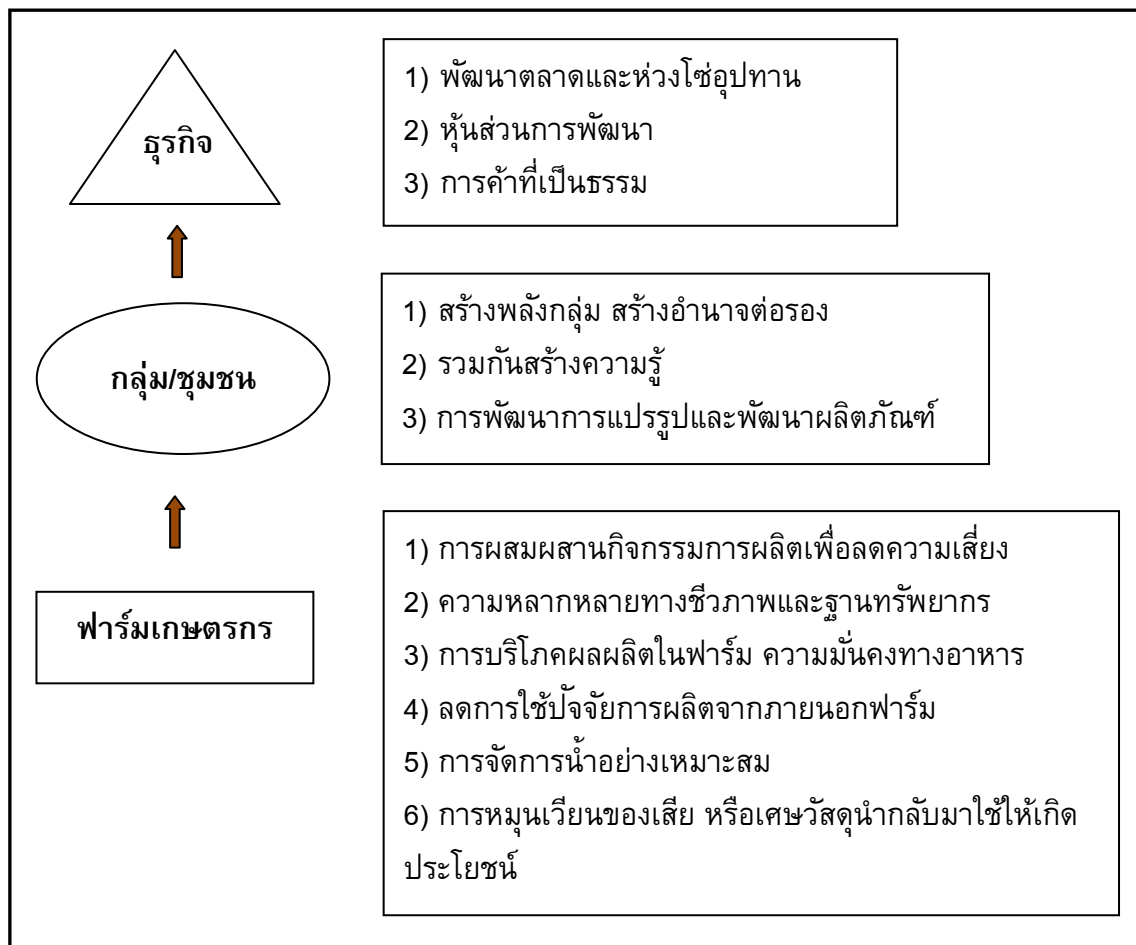 ธุรกิจ
1) พัฒนาตลาดและห่วงโซ่อุปทาน
2) หุ้นส่วนการพัฒนา
3) การค้าที่เป็นธรรม
กลุ่ม/ชุมชน
1) สร้างพลังกลุ่ม สร้างอำนาจต่อรอง
2) รวมกันสร้างความรู้
3) การพัฒนาการแปรรูปและพัฒนาผลิตภัณฑ์
ฟาร์มเกษตรกร
1) การผสมผสานกิจกรรมการผลิตเพื่อลดความเสี่ยง
2) ความหลากหลายทางชีวภาพและฐานทรัพยากร
3) การบริโภคผลผลิตในฟาร์ม ความมั่นคงทางอาหาร
4) ลดการใช้ปัจจัยการผลิตจากภายนอกฟาร์ม
5) การจัดการน้ำอย่างเหมาะสม
6) การหมุนเวียนของเสีย หรือเศษวัสดุนำกลับมาใช้ให้เกิด
ประโยชน์